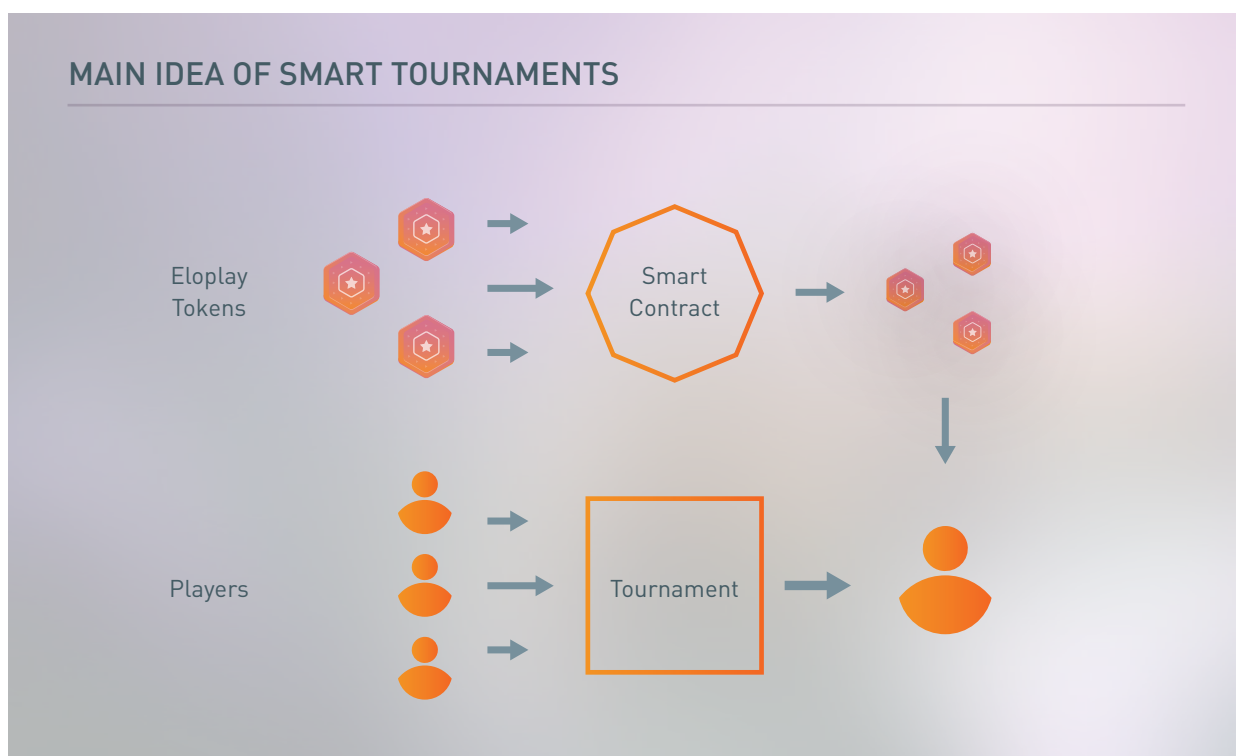 MAIN IDEA OF SMART TOURNAMENTS
Eloplay
Tokens
Smart
Contract
Players
Tournament